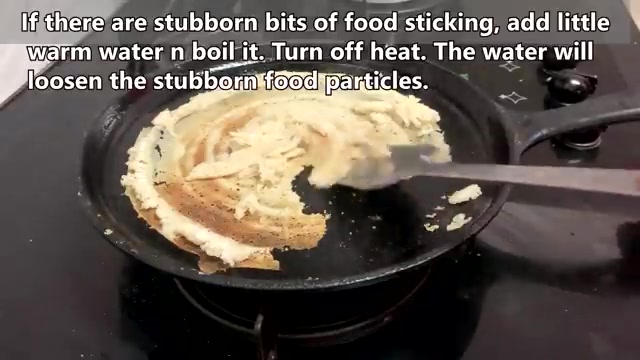 If there are stubborn bits of food sticking, add little
warm water n boil it. Turn off heat. The water will
loosen the stubborn food particles.